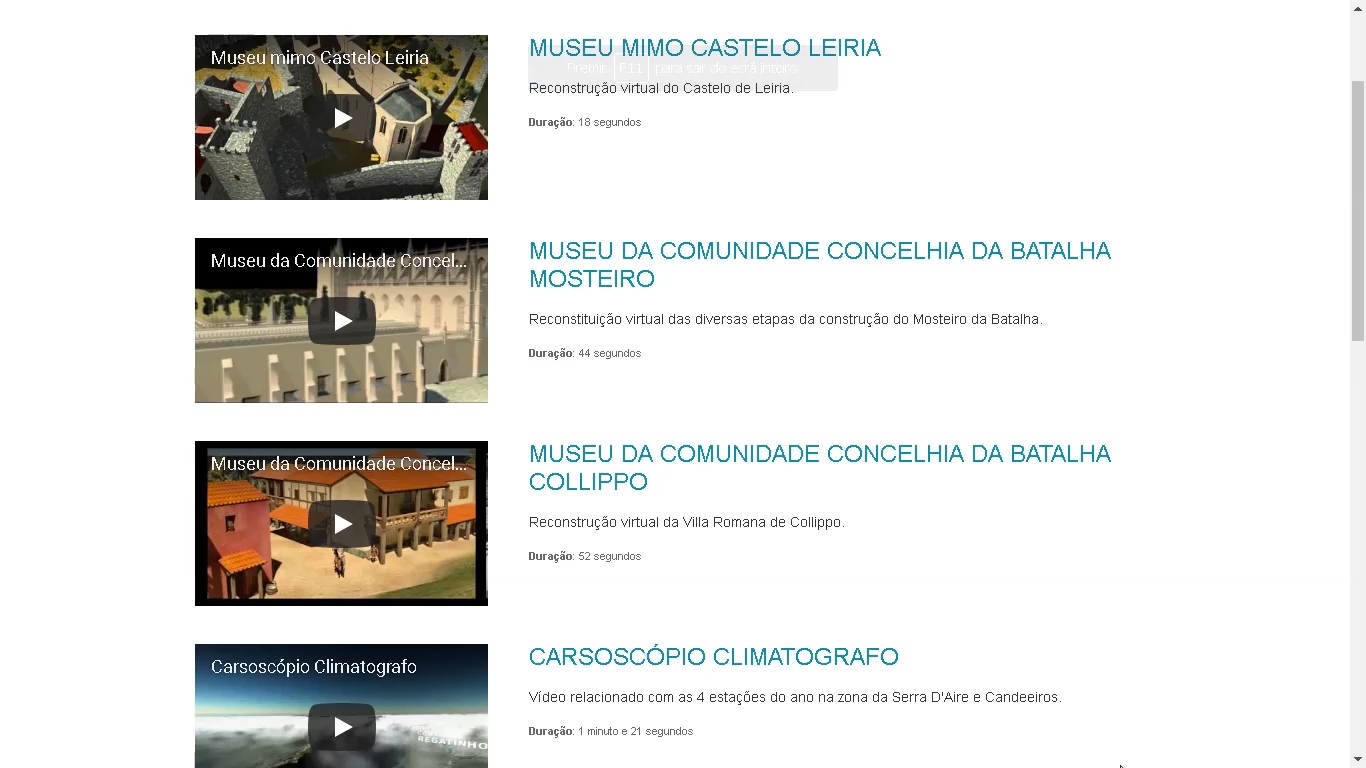 Museu mimo Castelo Leiria
MUSEU MIMO CASTELO LEIRIA
Premir F11 para sair de ecrã inteiro
Reconstrução virtual do Castelo de Leiria.
Duração: 18 segundos
Museu da Comunidade Concel...
MUSEU DA COMUNIDADE CONCELHIA DA BATALHA
MOSTEIRO
Reconstituição virtual das diversas etapas da construção do Mosteiro da Batalha.
Duração: 44 segundos
Museu da Comunidade Concel...
MUSEU DA COMUNIDADE CONCELHIA DA BATALHA
COLLIPPO
Reconstrução virtual da Villa Romana de Collippo.
Duração: 52 segundos
Carsoscópio Climatografo
CARSOSCÓPIO CLIMATOGRAFO
Vídeo relacionado com as 4 estações do ano na zona da Serra D'Aire e Candeeiros.
Duração: 1 minuto e 21 segundos
REGATINHO